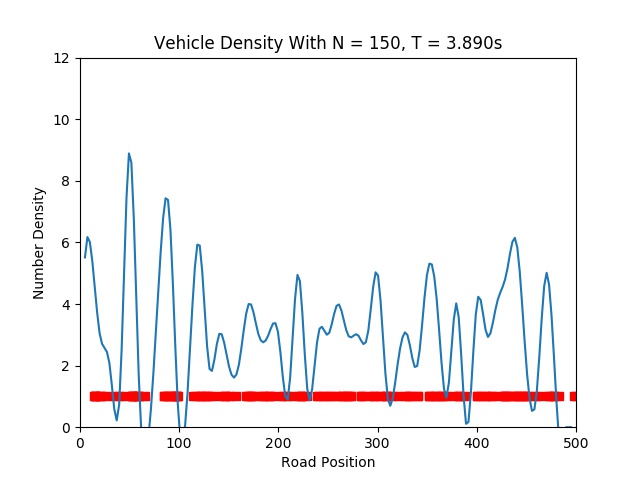 Vehicle Density With N = 150, T = 3.890s
12
10
8
6
4
2
0
Number Density
0 100 200 300 400 500
Road Position